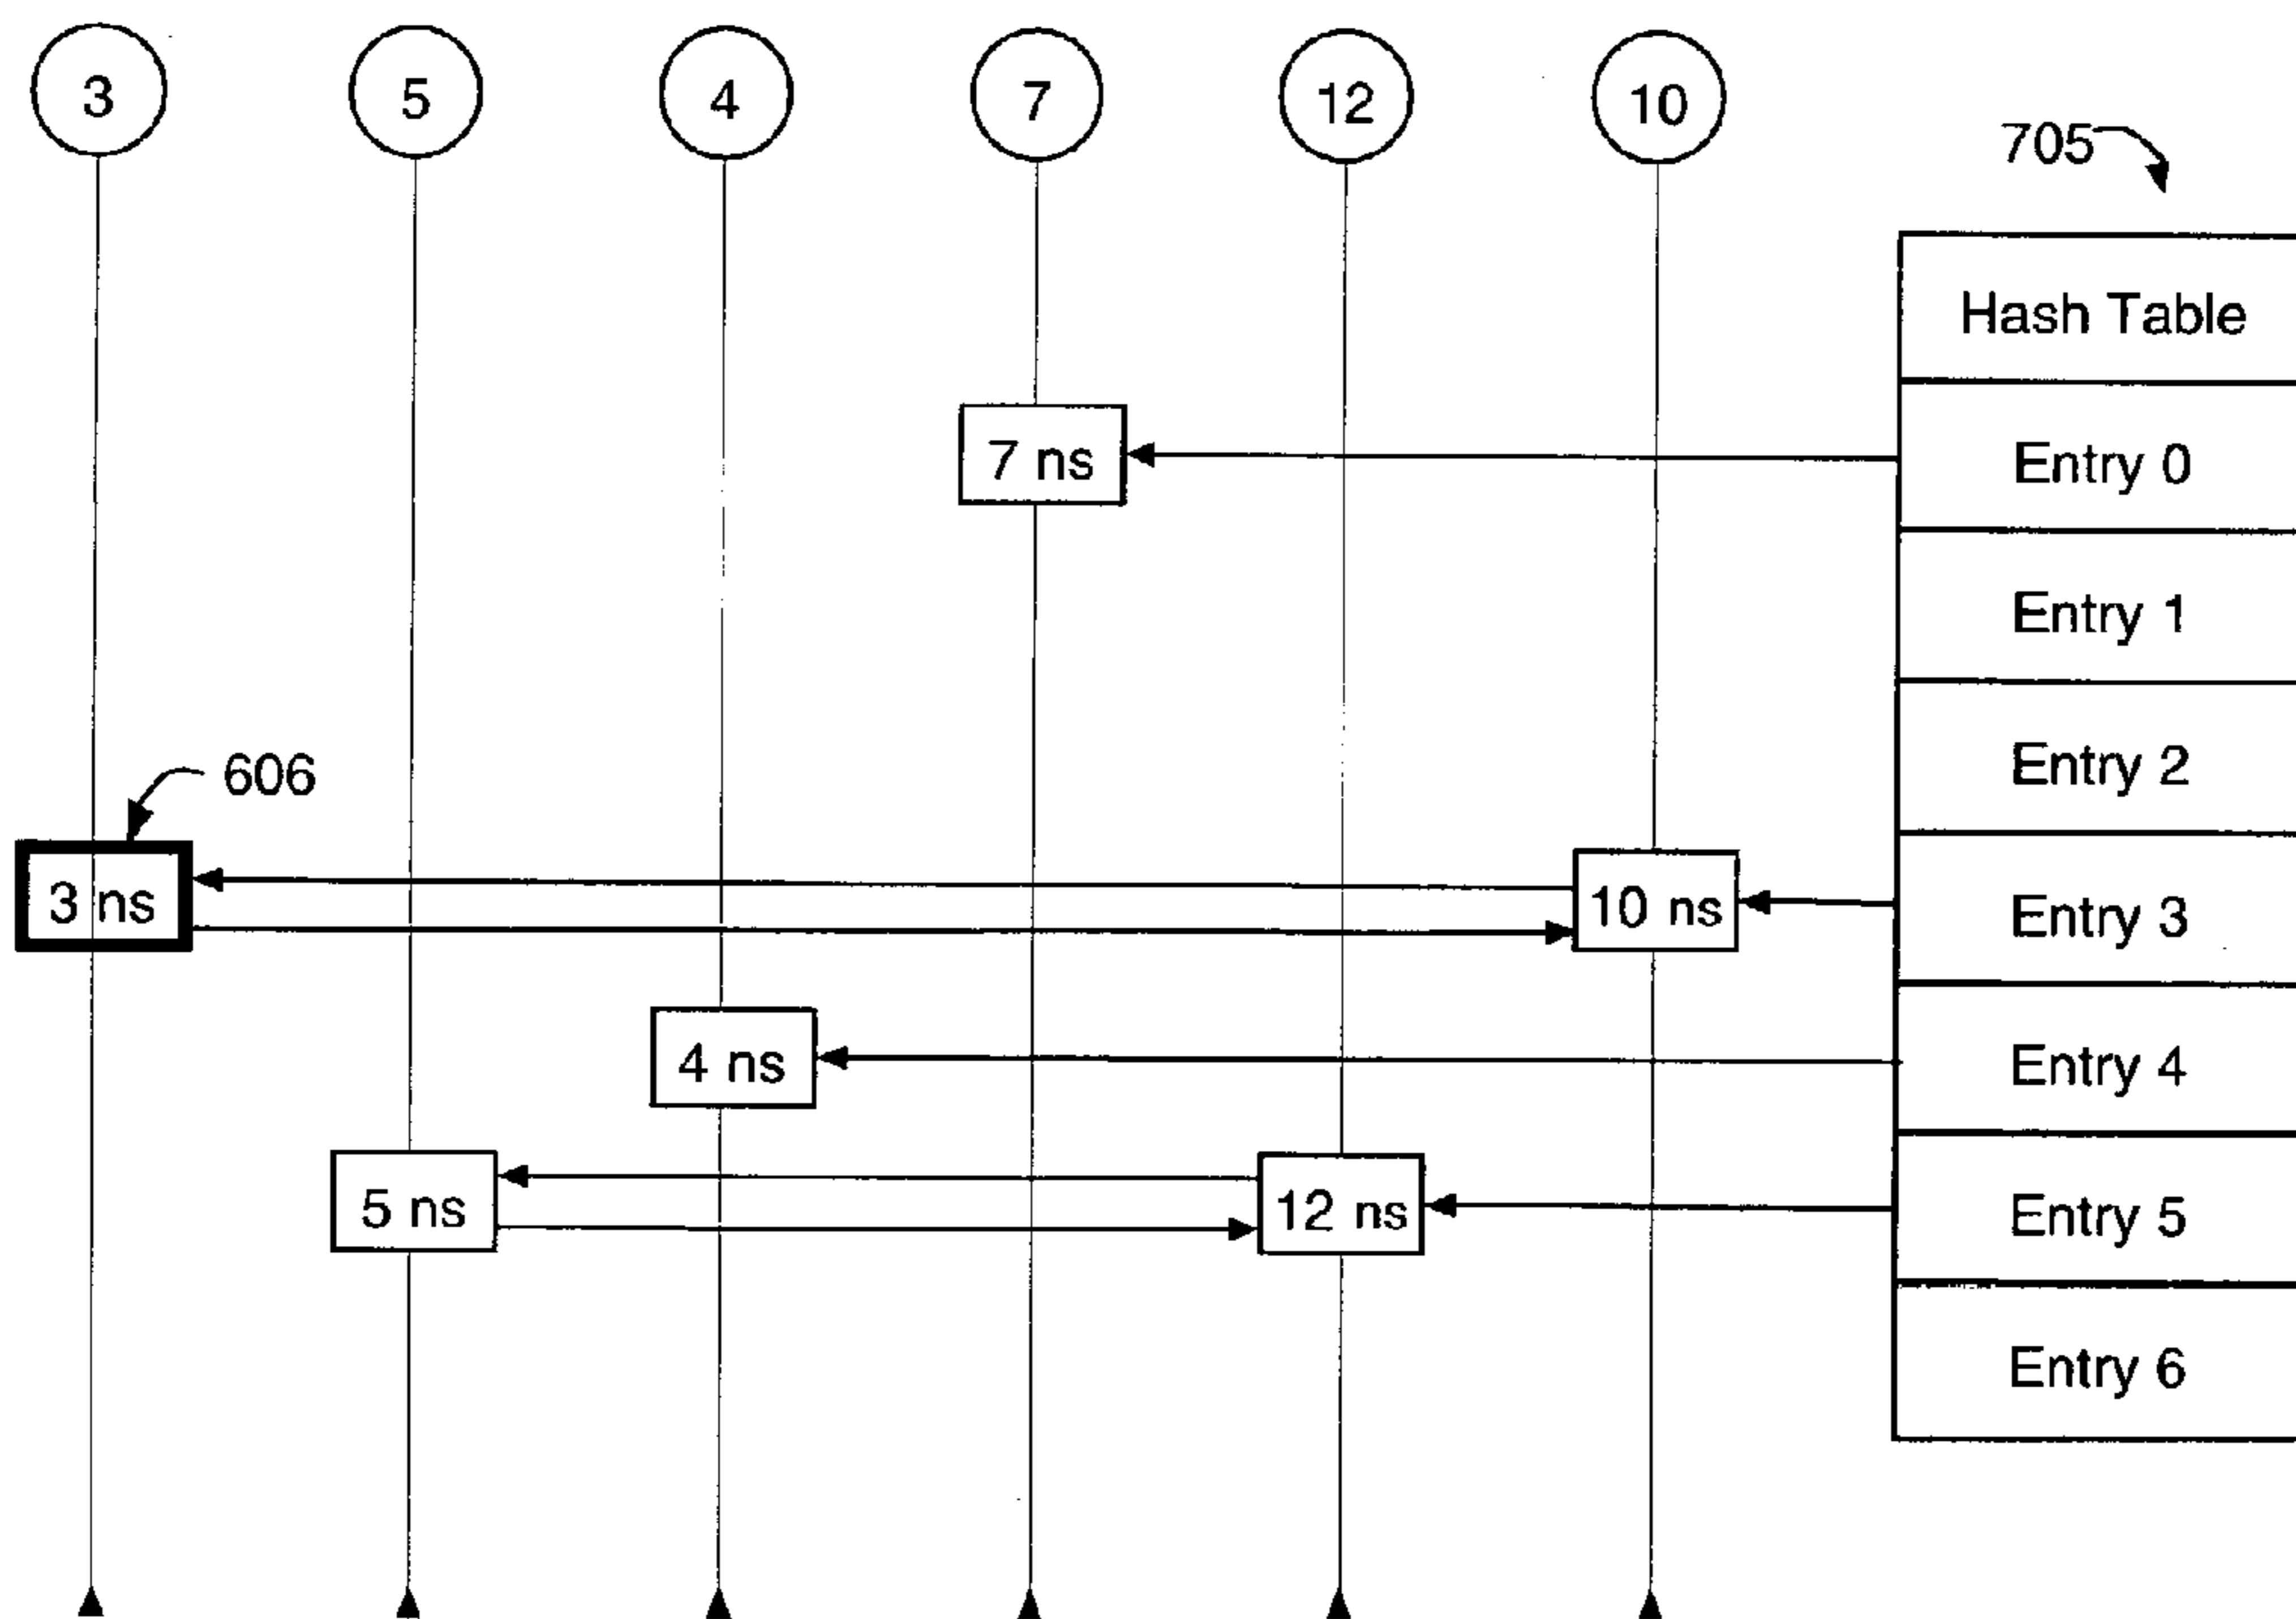 3
5
4
7
12
10
705
Hash Table
7 ns
Entry 0
Entry 1
Entry 2
606
3 ns
10 ns
Entry 3
4 ns
Entry 4
5 ns
12 ns
Entry 5
Entry 6